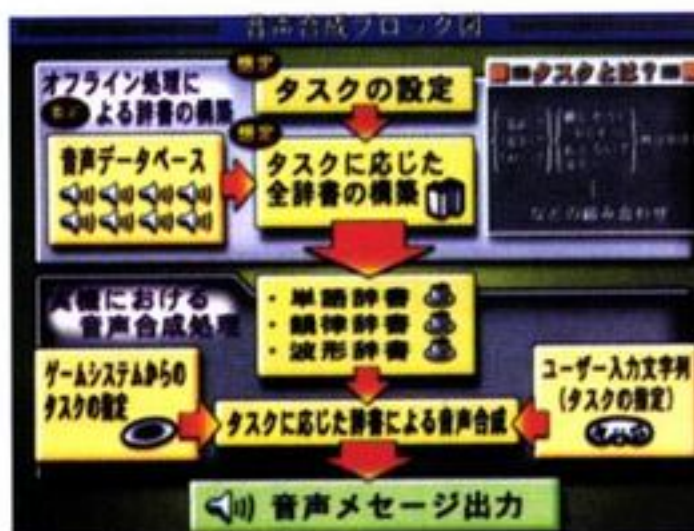 音声合成ブロック図
オフライン処理に
よる辞書の構築
想定
タスクの設定
音声データベース
想定
タスクに応じた
全辞書の構築
タスクとは?
などの組み合わせ
実機における
音声合成処理
・単語辞書
・韻律辞書
・波形辞書
ゲームシステムからの
タスクの指定
ユーザー入力文字列
(タスクの指定)
タスクに応じた辞書による音声合成
音声メセージ出力